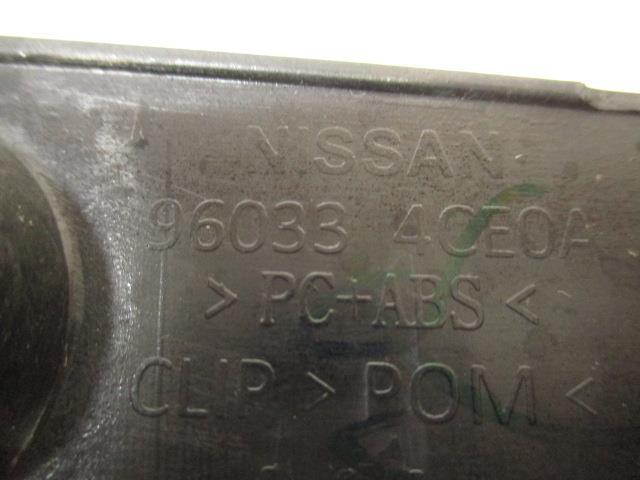 NISSAN
96033 4CE0A
>PC+ABS<
CLIP >POM<